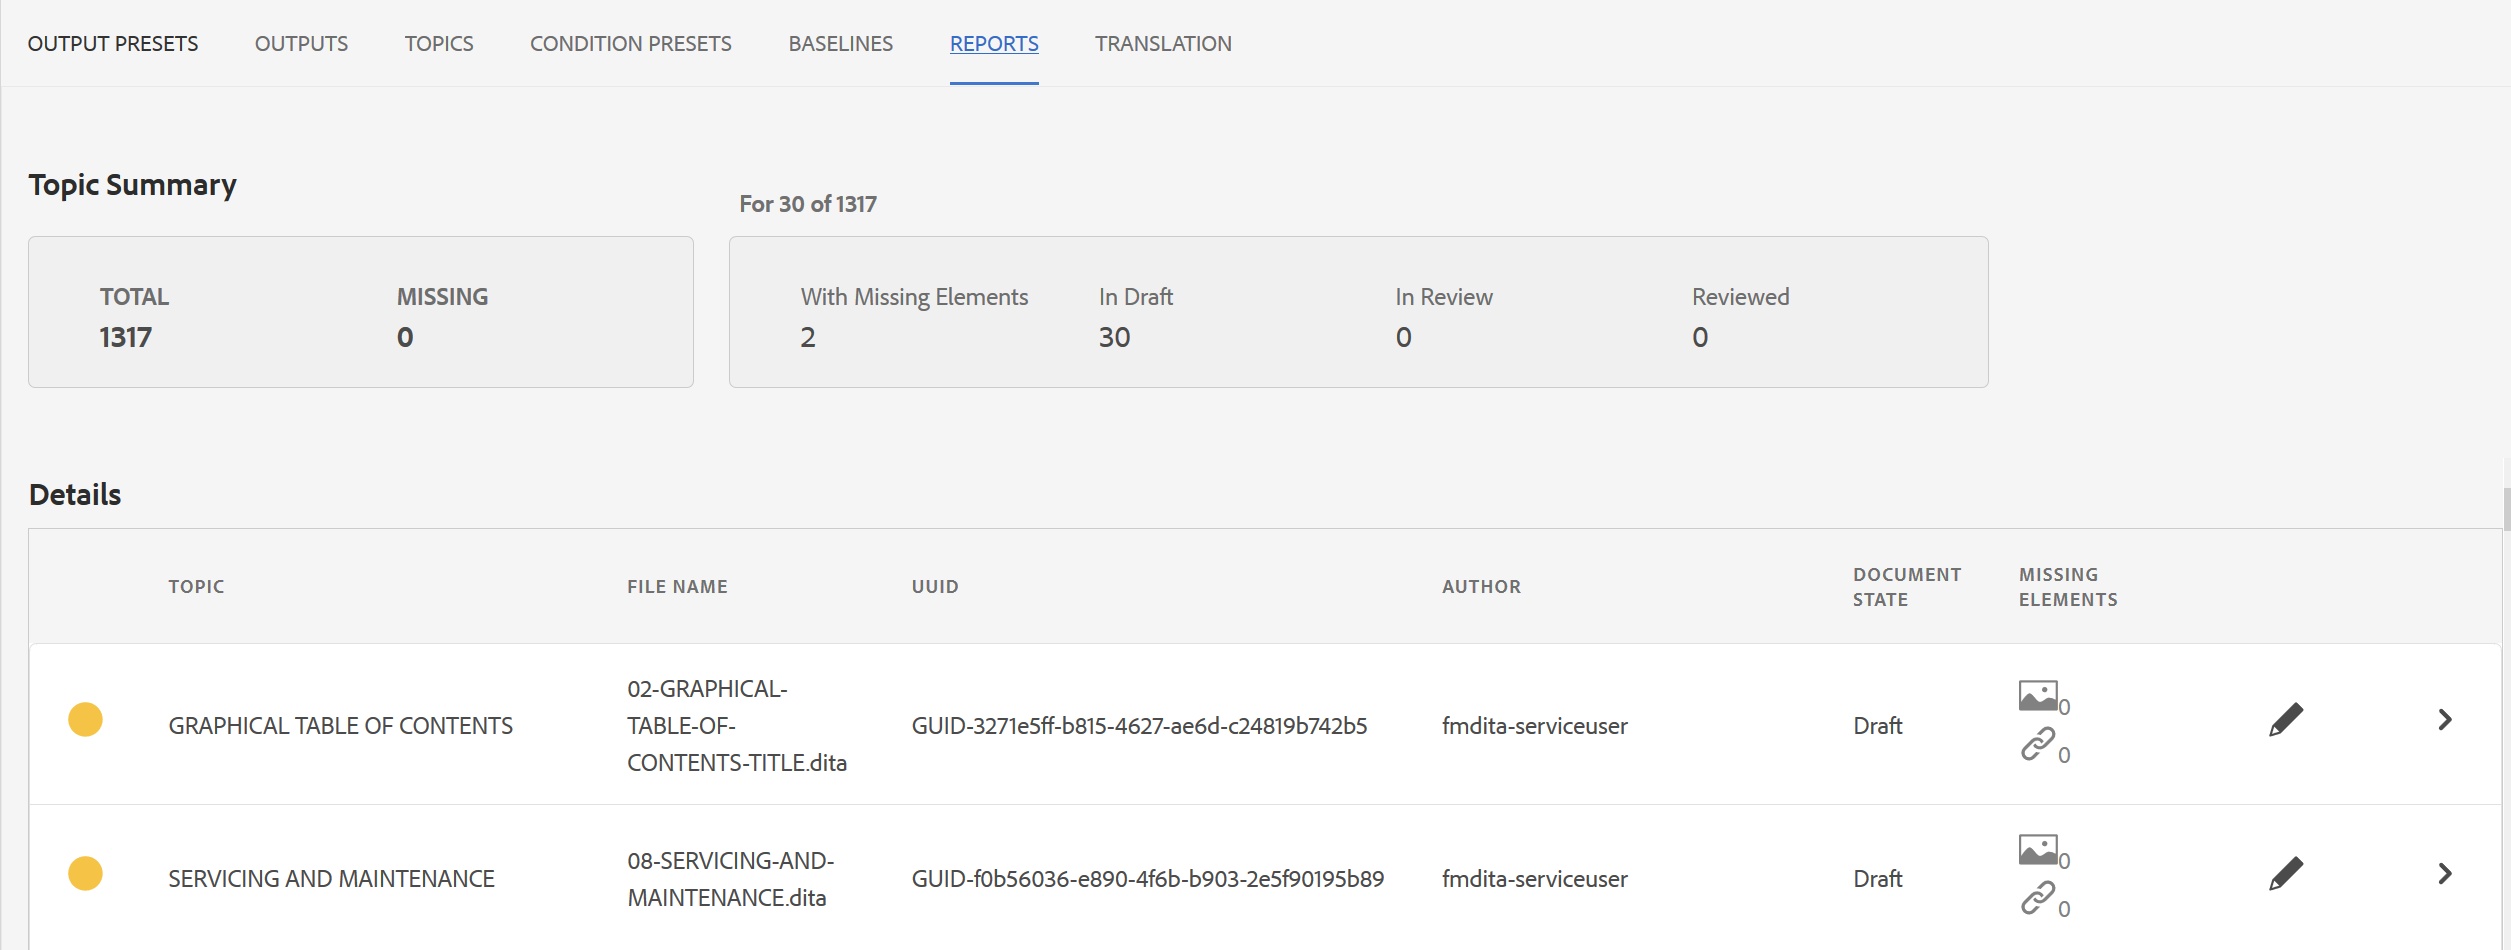 OUTPUT PRESETS OUTPUTS TOPICS CONDITION PRESETS BASELINES REPORTS TRANSLATION
Topic Summary
For 30 of 1317
TOTAL MISSING
1317 0
With Missing Elements In Draft In Review Reviewed
2 30 0 0
Details
TOPIC FILE NAME UUID AUTHOR DOCUMENT STATE MISSING ELEMENTS
GRAPHICAL TABLE OF CONTENTS
02-GRAPHICAL-
TABLE-OF-
CONTENTS-TITLE.dita
GUID-3271e5ff-b815-4627-ae6d-c24819b742b5
fmdita-serviceuser
Draft
0
0
SERVICING AND MAINTENANCE
08-SERVICING-AND-
MAINTENANCE.dita
GUID-f0b56036-e890-4f6b-b903-2e5f90195b89
fmdita-serviceuser
Draft
0
0